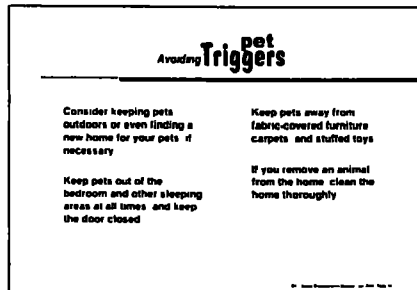 pet
Avoiding Triggers
Consider keeping pets
outdoors or even finding a
new home for your pets if
necessary
Keep pets out of the
bedroom and other sleeping
areas at all times and keep
the door closed
Keep pets away from
fabric-covered furniture
carpets and stuffed toys
If you remove an animal
from the home clean the
home thoroughly